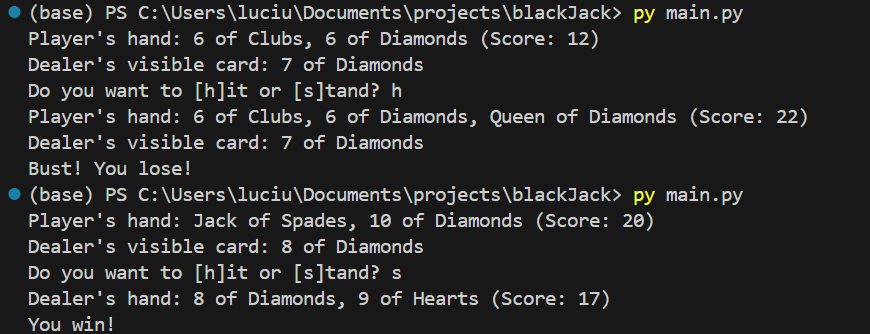 (base) PS C:\Users\luciu\Documents\projects\blackJack> py main.py
Player's hand: 6 of Clubs, 6 of Diamonds (Score: 12)
Dealer's visible card: 7 of Diamonds
Do you want to [h]it or [s]tand? h
Player's hand: 6 of Clubs, 6 of Diamonds, Queen of Diamonds (Score: 22)
Dealer's visible card: 7 of Diamonds
Bust! You lose!
(base) PS C:\Users\luciu\Documents\projects\blackJack> py main.py
Player's hand: Jack of Spades, 10 of Diamonds (Score: 20)
Dealer's visible card: 8 of Diamonds
Do you want to [h]it or [s]tand? s
Dealer's hand: 8 of Diamonds, 9 of Hearts (Score: 17)
You win!